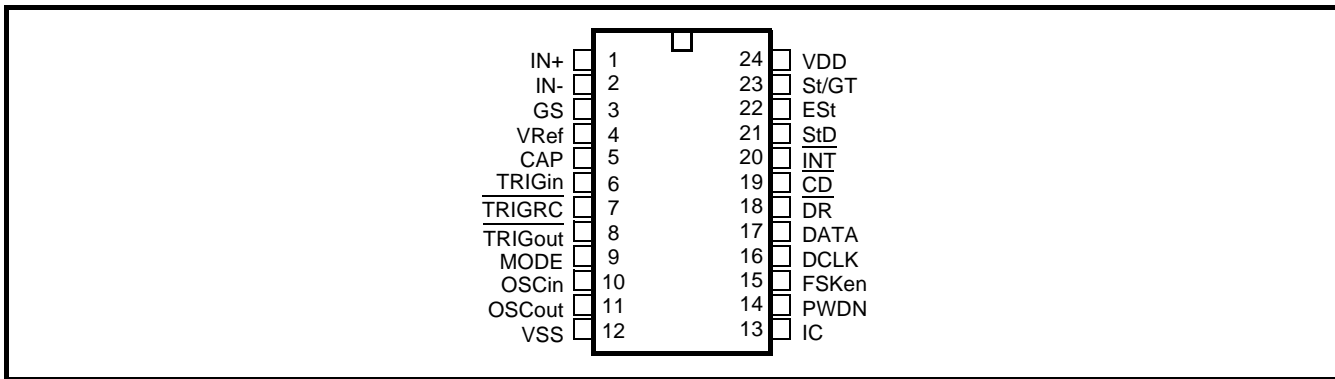 IN+ 1 24 VDD
IN- 2 23 St/GT
GS 3 22 ESt
VRef 4 21 StD
CAP 5 20 INT
TRIGin 6 19 CD
TRIGRC 7 18 DR
TRIGout 8 17 DATA
MODE 9 16 DCLK
OSCin 10 15 FSKen
OSCout 11 14 PWDN
VSS 12 13 IC